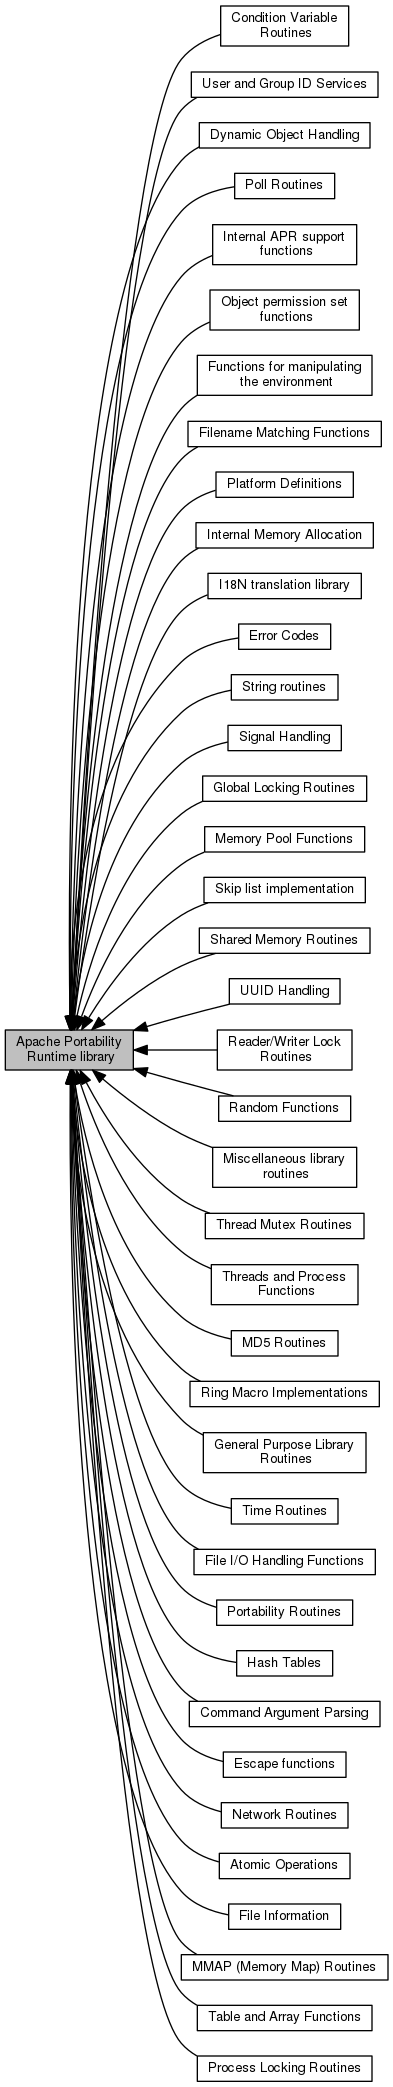 Condition Variable
Routines
User and Group ID Services
Dynamic Object Handling
Poll Routines
Internal APR support
functions
Object permission set
functions
Functions for manipulating
the environment
Filename Matching Functions
Platform Definitions
Internal Memory Allocation
I18N translation library
Error Codes
String routines
Signal Handling
Global Locking Routines
Memory Pool Functions
Skip list implementation
Shared Memory Routines
UUID Handling
Apache Portability
Runtime library
Reader/Writer Lock
Routines
Random Functions
Miscellaneous library
routines
Thread Mutex Routines
Threads and Process
Functions
MD5 Routines
Ring Macro Implementations
General Purpose Library
Routines
Time Routines
File I/O Handling Functions
Portability Routines
Hash Tables
Command Argument Parsing
Escape functions
Network Routines
Atomic Operations
File Information
MMAP (Memory Map) Routines
Table and Array Functions
Process Locking Routines